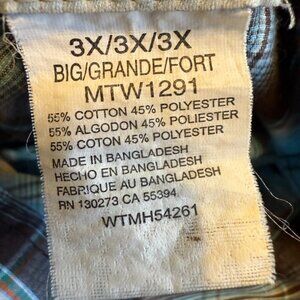 3X/3X/3X
BIG/GRANDE/FORT
MTW1291
55% COTTON 45% POLYESTER
55% ALGODON 45% POLIESTER
55% COTON 45% POLYESTER
MADE IN BANGLADESH
HECHO EN BANGLADESH
FABRIQUE AU BANGLADESH
RN 130273 CA 55394
WTMH54261